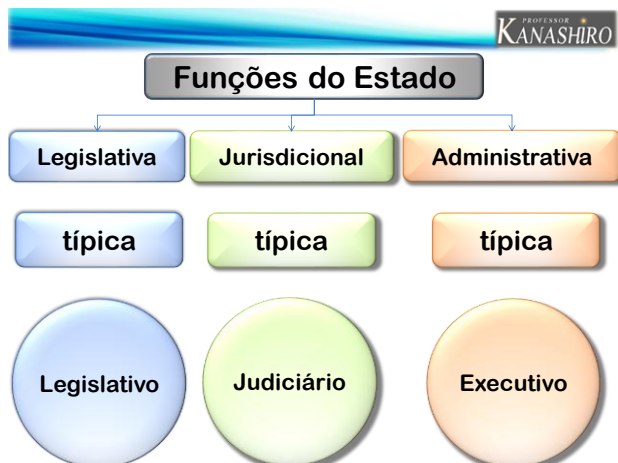 PROFESSOR
KANASHIRO
Funções do Estado
Legislativa
Jurisdicional
Administrativa
típica
típica
típica
Legislativo
Judiciário
Executivo